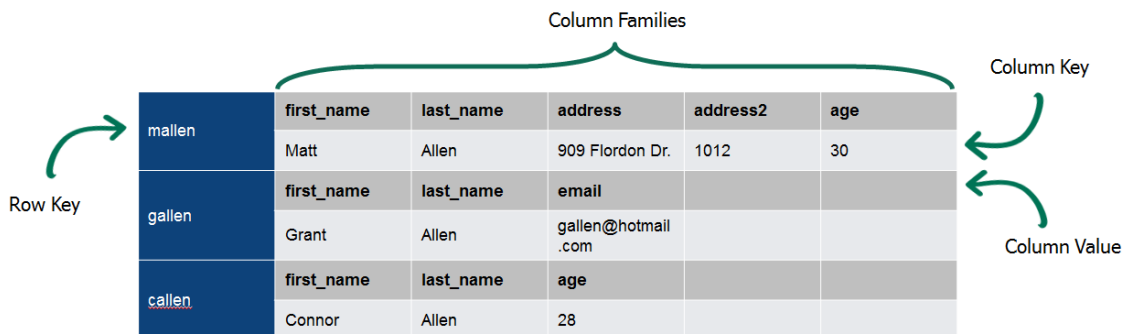 Column Families
Column Key
first_name last_name address address2 age
mallen
Matt Allen 909 Flordon Dr. 1012 30
Row Key
first_name last_name email
gallen
Grant Allen gallen@hotmail
.com
Column Value
first_name last_name age
callen
Connor Allen 28